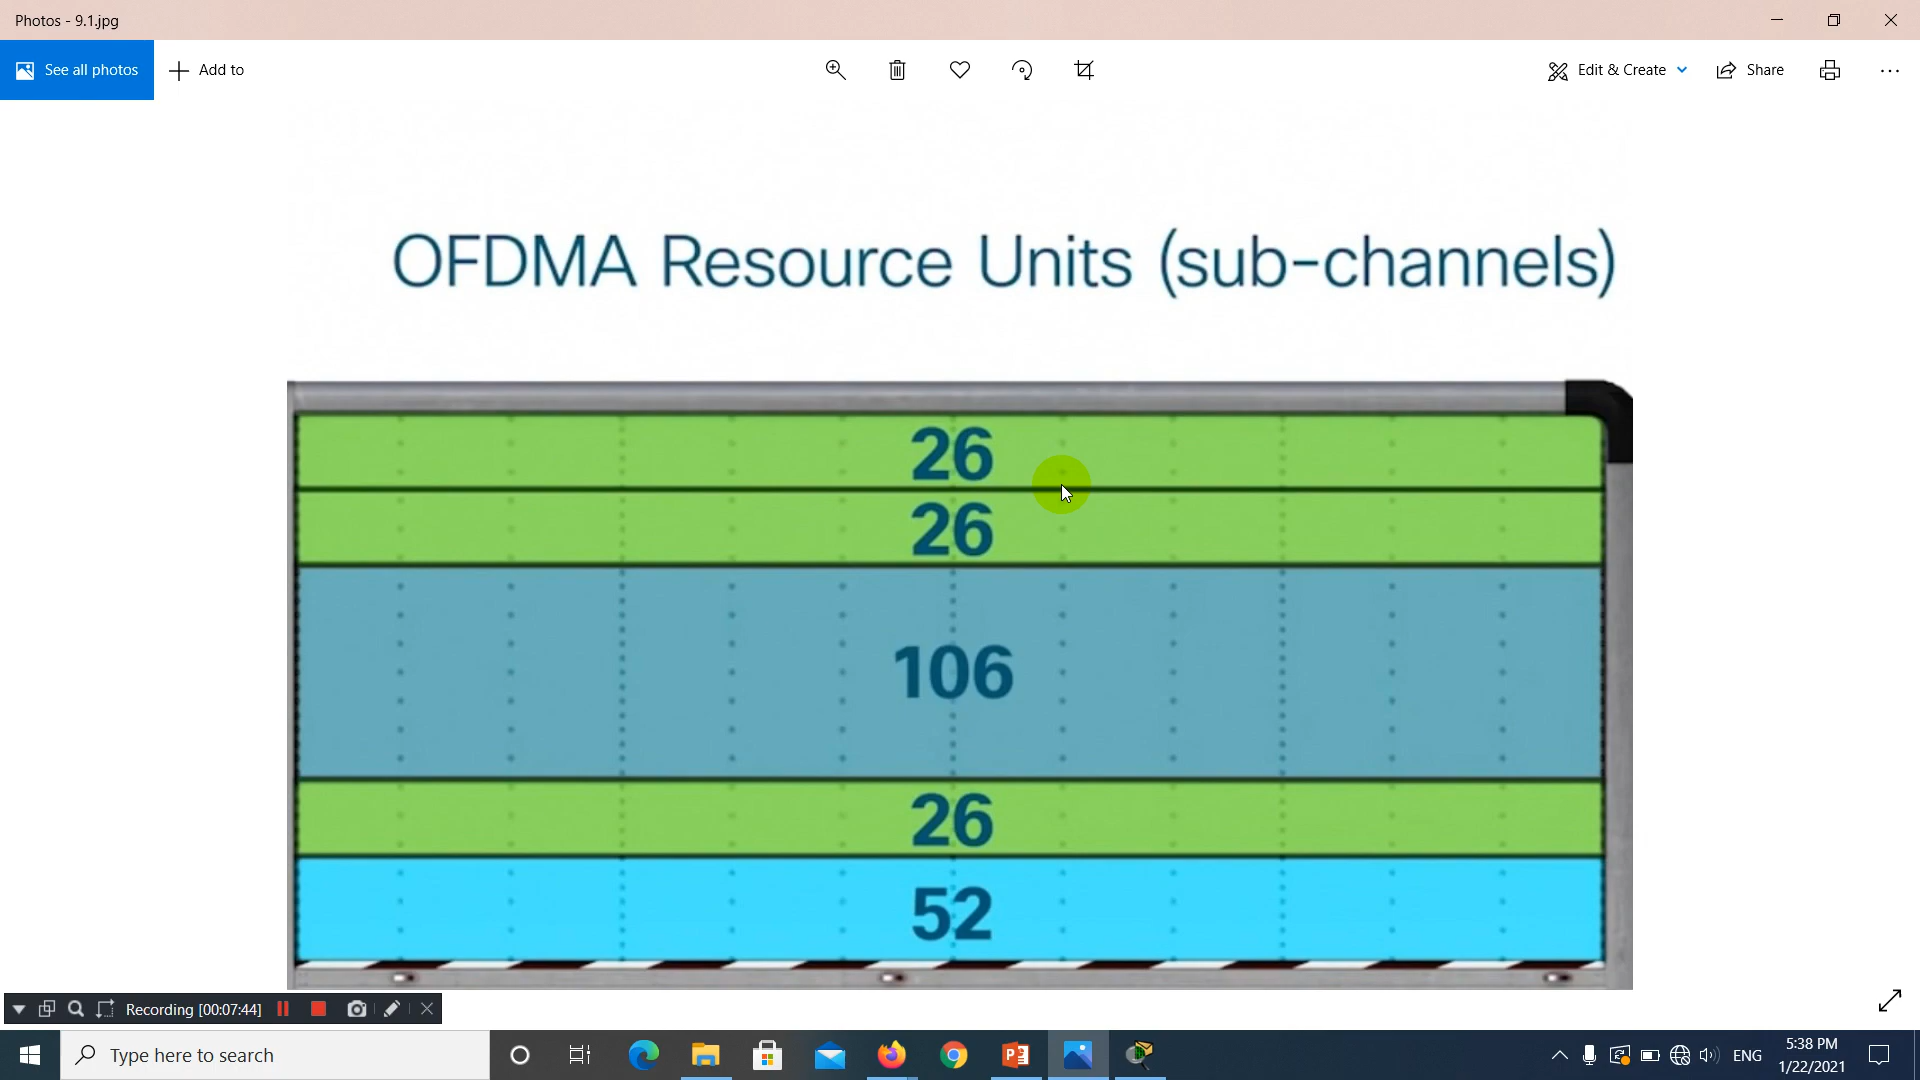 Photos - 9.1.jpg
See all photos
Add to
Edit & Create
Share
OFDMA Resource Units (sub-channels)
26
26
106
26
52
Recording [00:07:44]
Type here to search
ENG
5:38 PM
1/22/2021